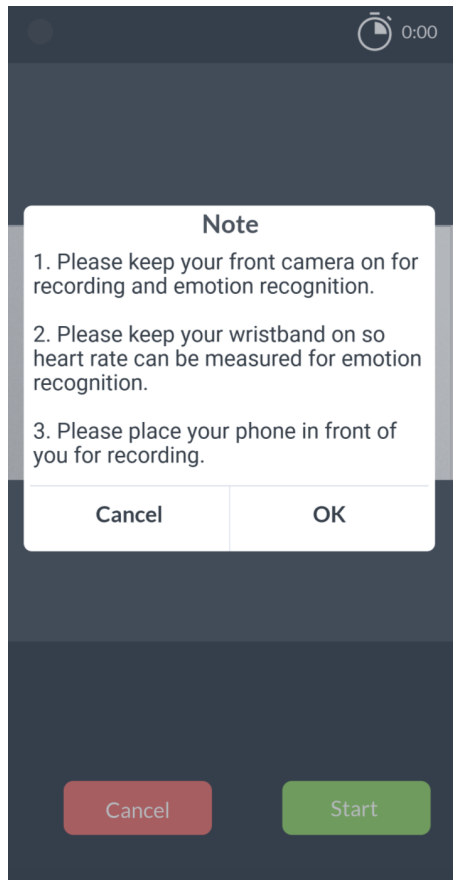 0:00
Note
1. Please keep your front camera on for
recording and emotion recognition.
2. Please keep your wristband on so
heart rate can be measured for emotion
recognition.
3. Please place your phone in front of
you for recording.
Cancel
OK
Cancel
Start